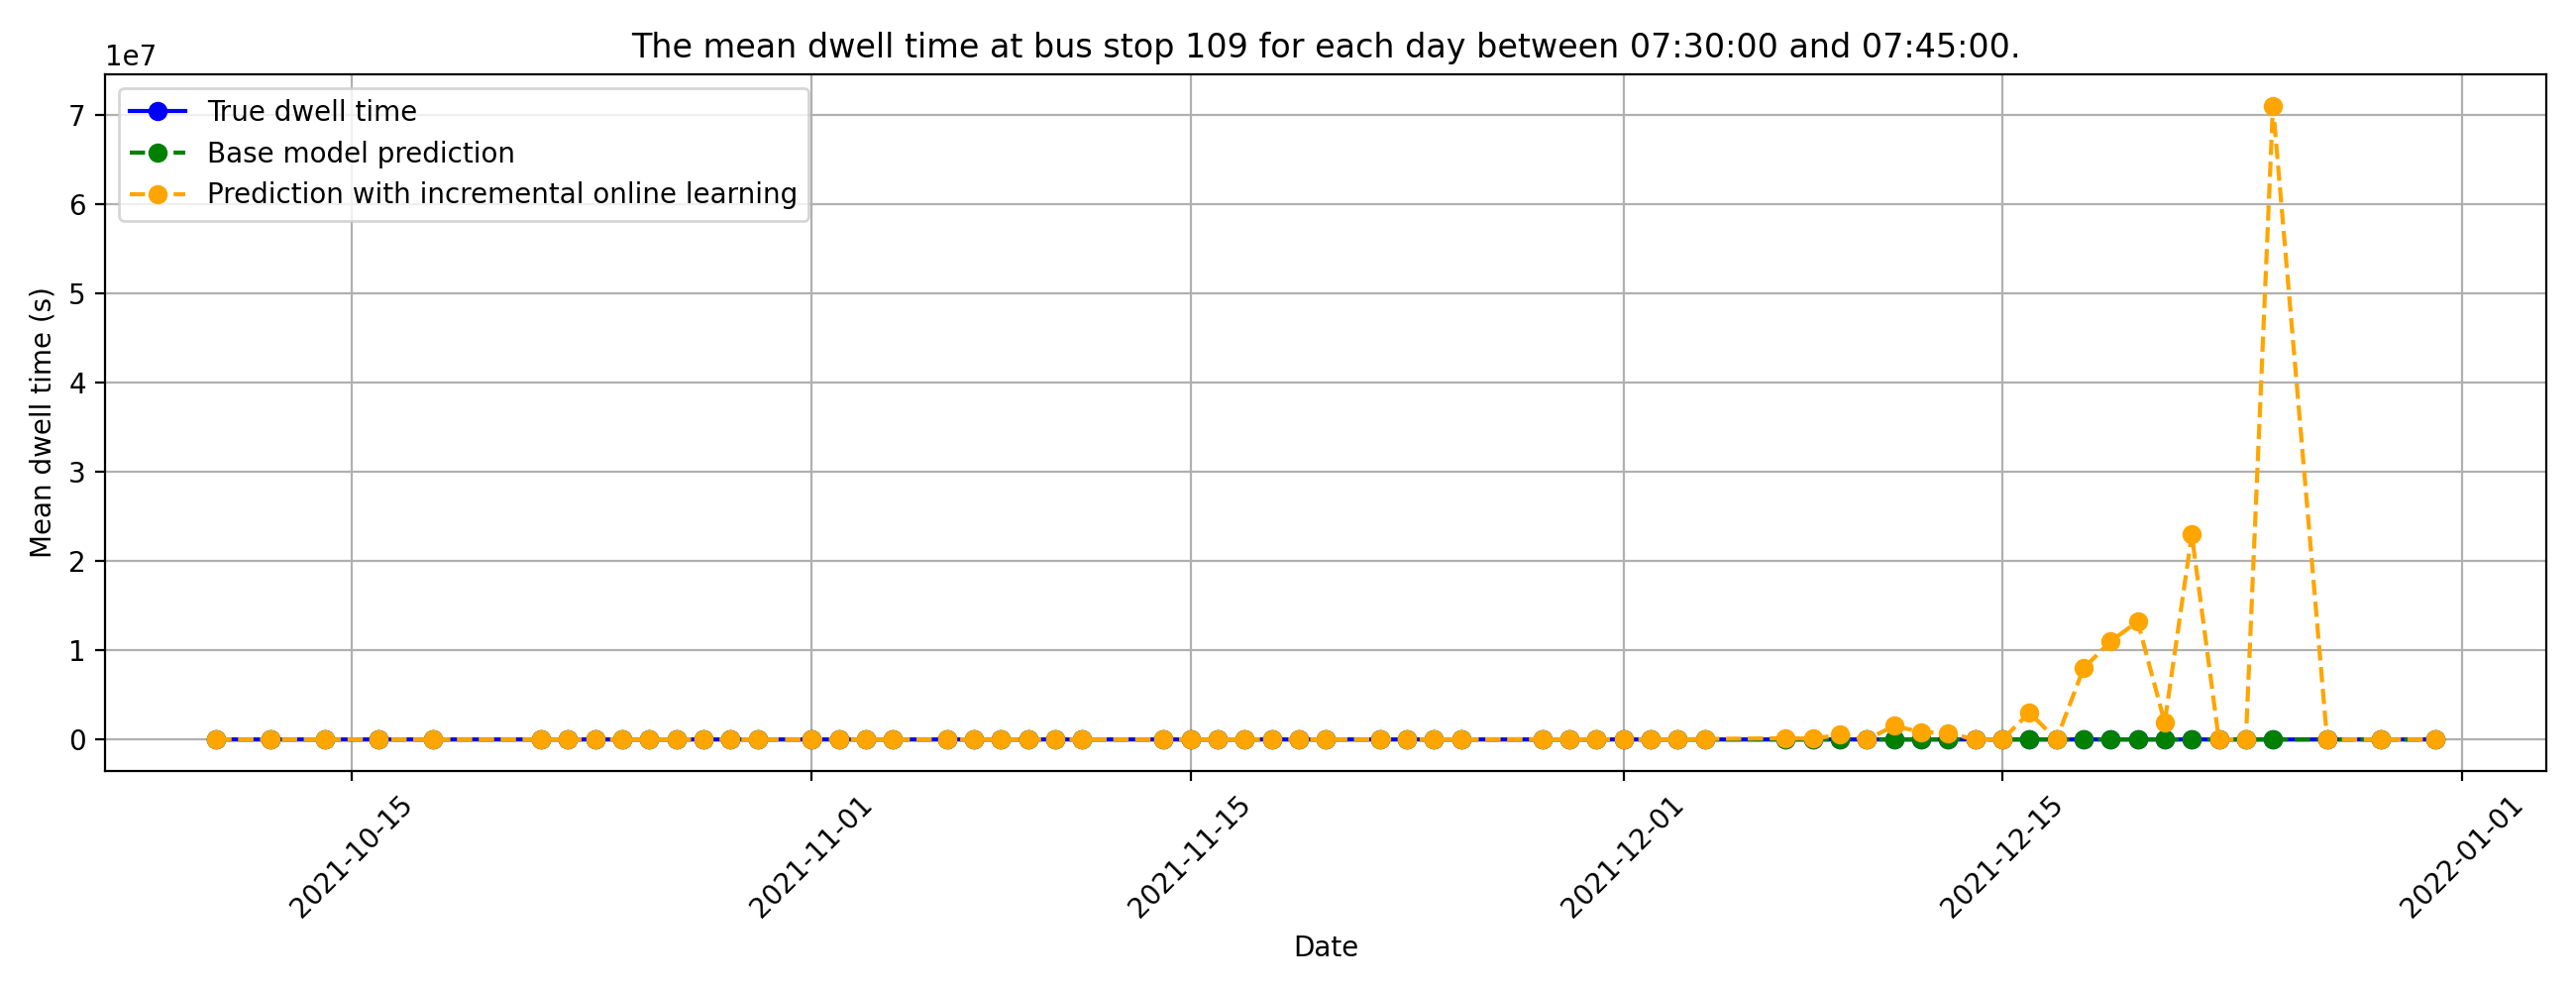 The mean dwell time at bus stop 109 for each day between 07:30:00 and 07:45:00.
1e7
True dwell time
Base model prediction
Prediction with incremental online learning
7
6
5
4
3
2
1
0
Mean dwell time (s)
2021-10-15
2021-11-01
2021-11-15
2021-12-01
2021-12-15
2022-01-01
Date